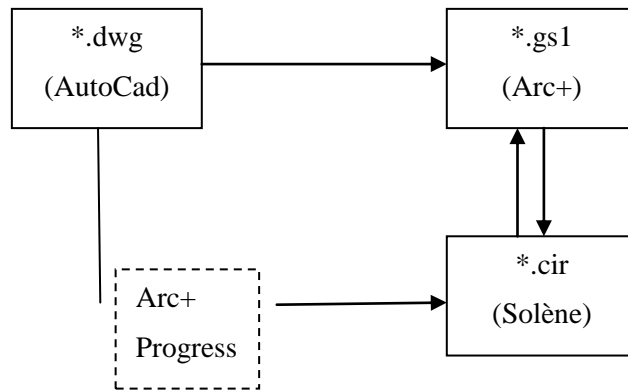 *.dwg
(AutoCad)
*.gs1
(Arc+)
Arc+
Progress
*.cir
(Solène)